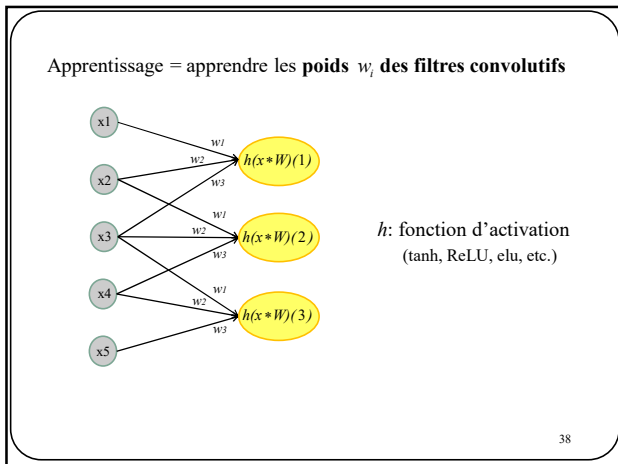 Apprentissage = apprendre les poids wi des filtres convolutifs
x1
w1
w2
h(x*W)(1)
x2
w3
w1
x3
w2
h(x*W)(2)
w3
h: fonction d’activation
(tanh, ReLU, elu, etc.)
x4
w1
w2
h(x*W)(3)
w3
x5
38